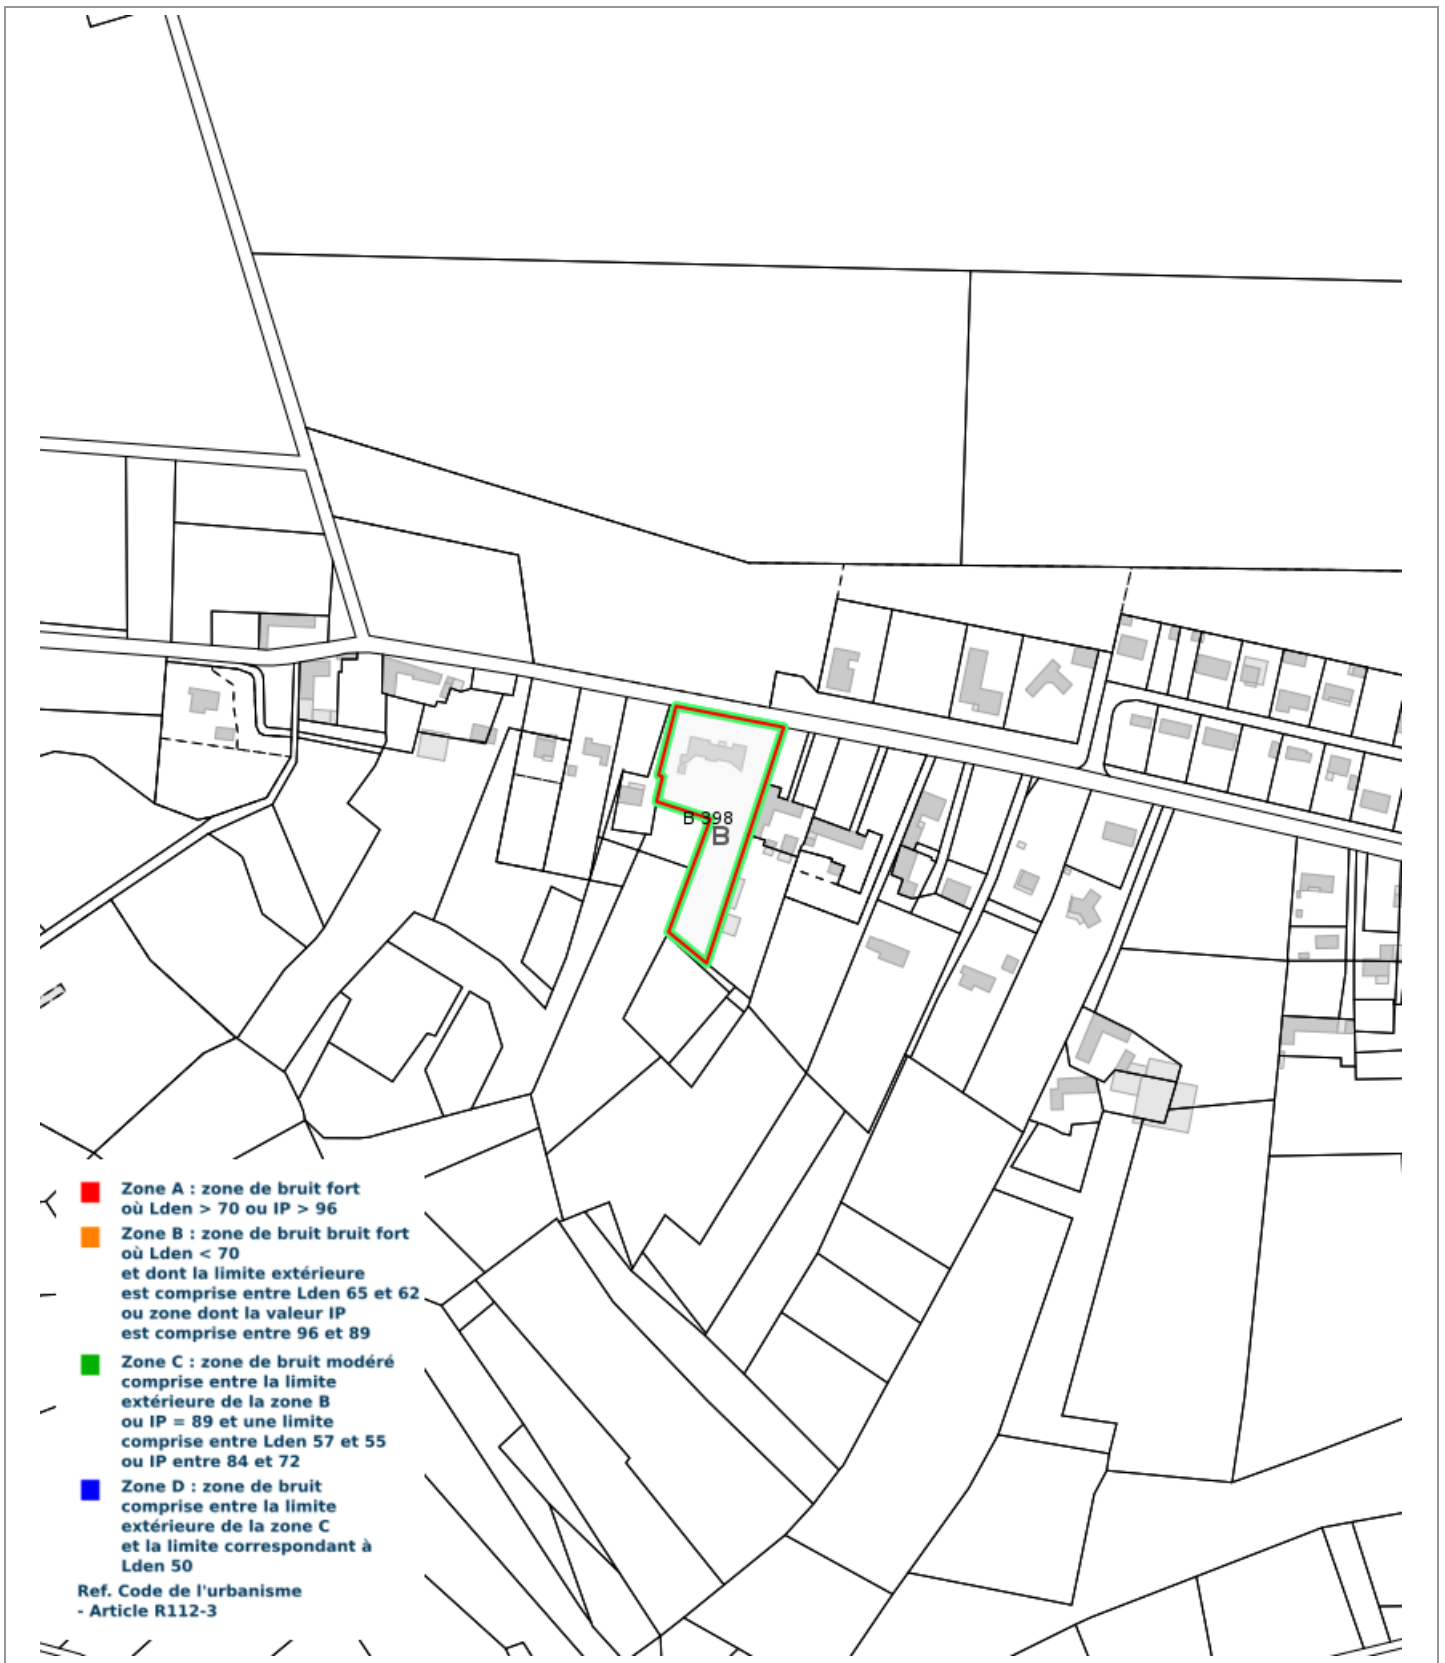 B 398
B
Zone A : zone de bruit fort
où Lden > 70 ou IP > 96
Zone B : zone de bruit bruit fort
où Lden < 70
et dont la limite extérieure
est comprise entre Lden 65 et 62
ou zone dont la valeur IP
est comprise entre 96 et 89
Zone C : zone de bruit modéré
comprise entre la limite
extérieure de la zone B
ou IP = 89 et une limite
comprise entre Lden 57 et 55
ou IP entre 84 et 72
Zone D : zone de bruit
comprise entre la limite
extérieure de la zone C
et la limite correspondant à
Lden 50
Ref. Code de l'urbanisme
- Article R112-3